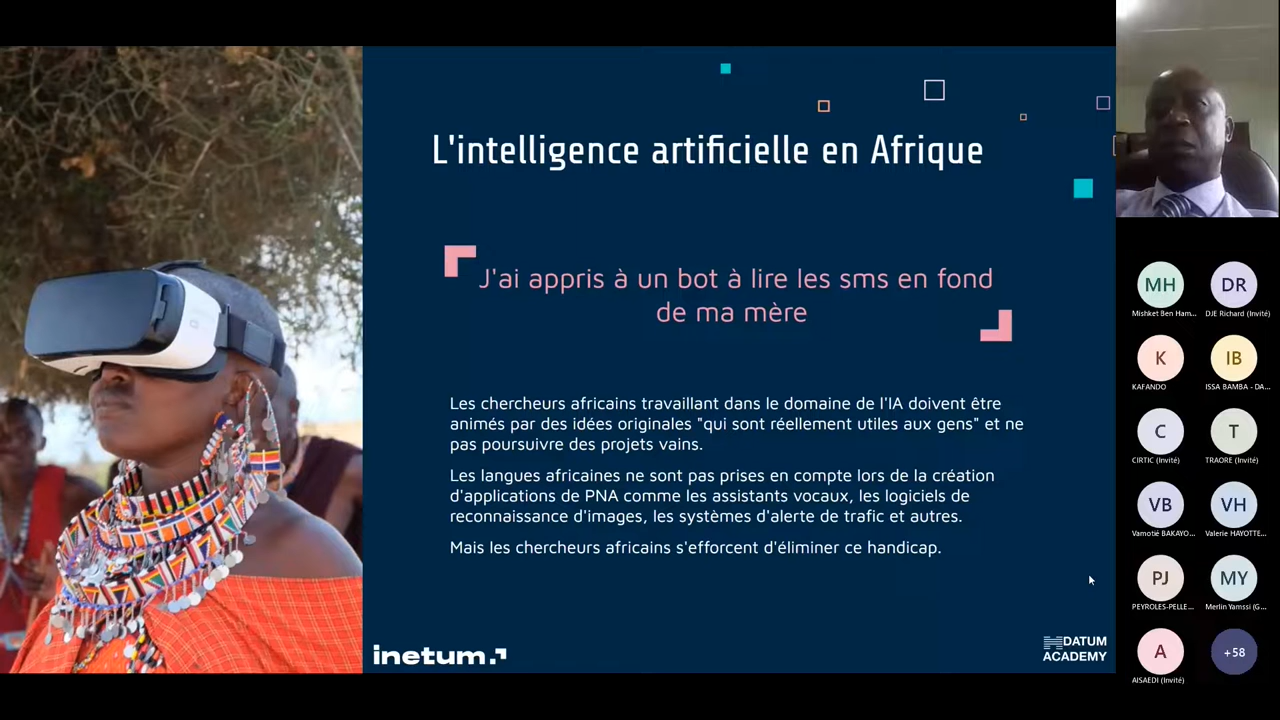 L'intelligence artificielle en Afrique
J'ai appris à un bot à lire les sms en fond
de ma mère
Les chercheurs africains travaillant dans le domaine de l'IA doivent être
animés par des idées originales "qui sont réellement utiles aux gens" et ne
pas poursuivre des projets vains.
Les langues africaines ne sont pas prises en compte lors de la création
d'applications de PNA comme les assistants vocaux, les logiciels de
reconnaissance d'images, les systèmes d'alerte de trafic et autres.
Mais les chercheurs africains s'efforcent d'éliminer ce handicap.
inetum.
DATUM
ACADEMY
MH
DR
Mishket Ben Ham...
DJE Richard (Invité)
K
IB
KAFANDO
ISSA BAMBA - DA...
C
T
CIRTIC (Invité)
TRAORE (Invité)
VB
VH
Vamotié BAKAYO...
Valerie HAYOTTE...
PJ
MY
PEYROLES-PELLE...
Merlin Yamssi (G...
A
+58
AISAEDI (Invité)